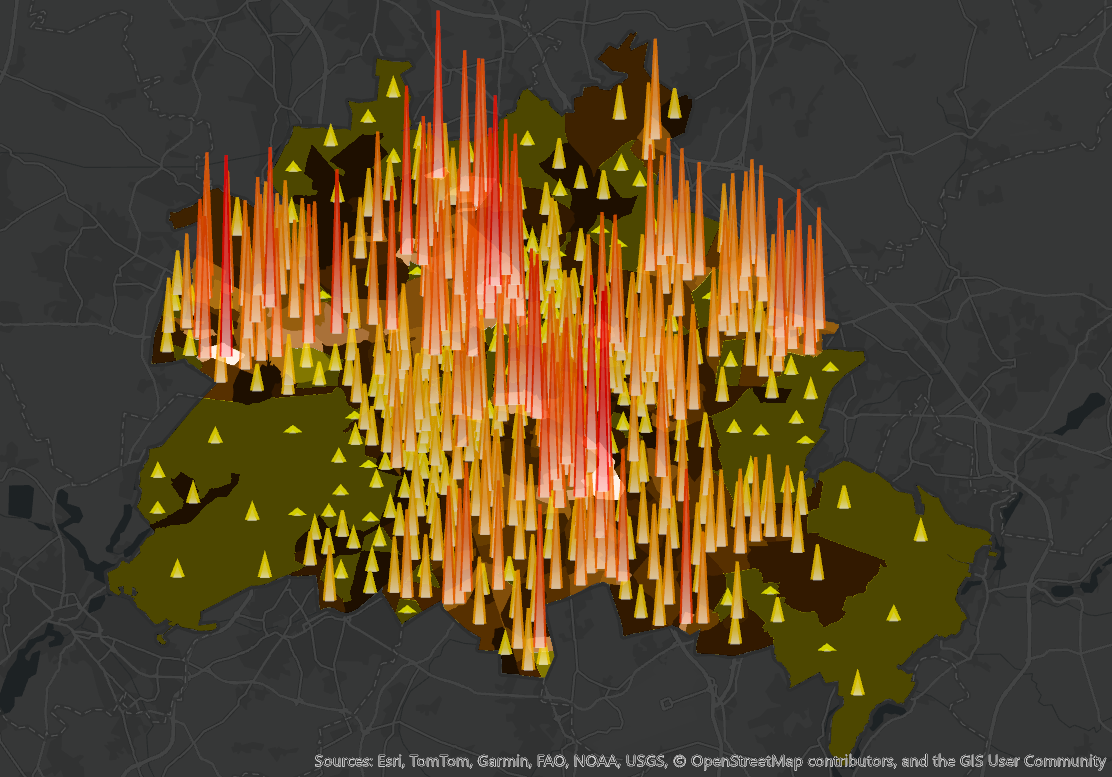 Sources: Esri, TomTom, Garmin, FAO, NOAA, USGS, © OpenStreetMap contributors, and the GIS User Community